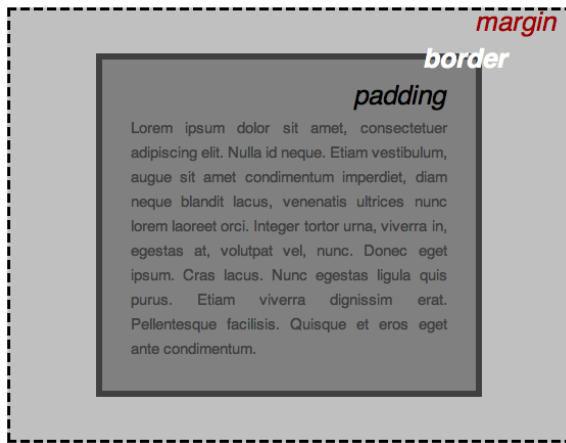 margin
border
padding
Lorem ipsum dolor sit amet, consectetuer
adipiscing elit. Nulla id neque. Etiam vestibulum,
augue sit amet condimentum imperdiet, diam
neque blandit lacus, venenatis ultrices nunc
lorem laoreet orci. Integer tortor urna, viverra in,
egestas at, volutpat vel, nunc. Donec eget
ipsum. Cras lacus. Nunc egestas ligula quis
purus. Etiam viverra dignissim erat.
Pellentesque facilisis. Quisque et eros eget
ante condimentum.